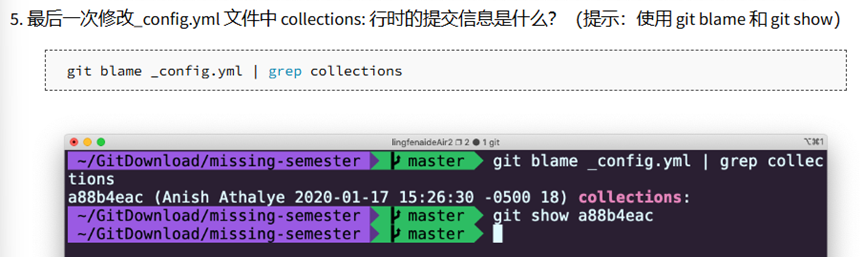 5. 最后一次修改_config.yml 文件中 collections: 行时的提交信息是什么？（提示：使用 git blame 和 git show）
git blame _config.yml | grep collections
lingfenaideAir2 ❐ 2 ● 1 git ⌥⌘1
~/GitDownload/missing-semester master git blame _config.yml | grep collec
tions
a88b4eac (Anish Athalye 2020-01-17 15:26:30 -0500 18) collections:
~/GitDownload/missing-semester master git show a88b4eac
~/GitDownload/missing-semester master